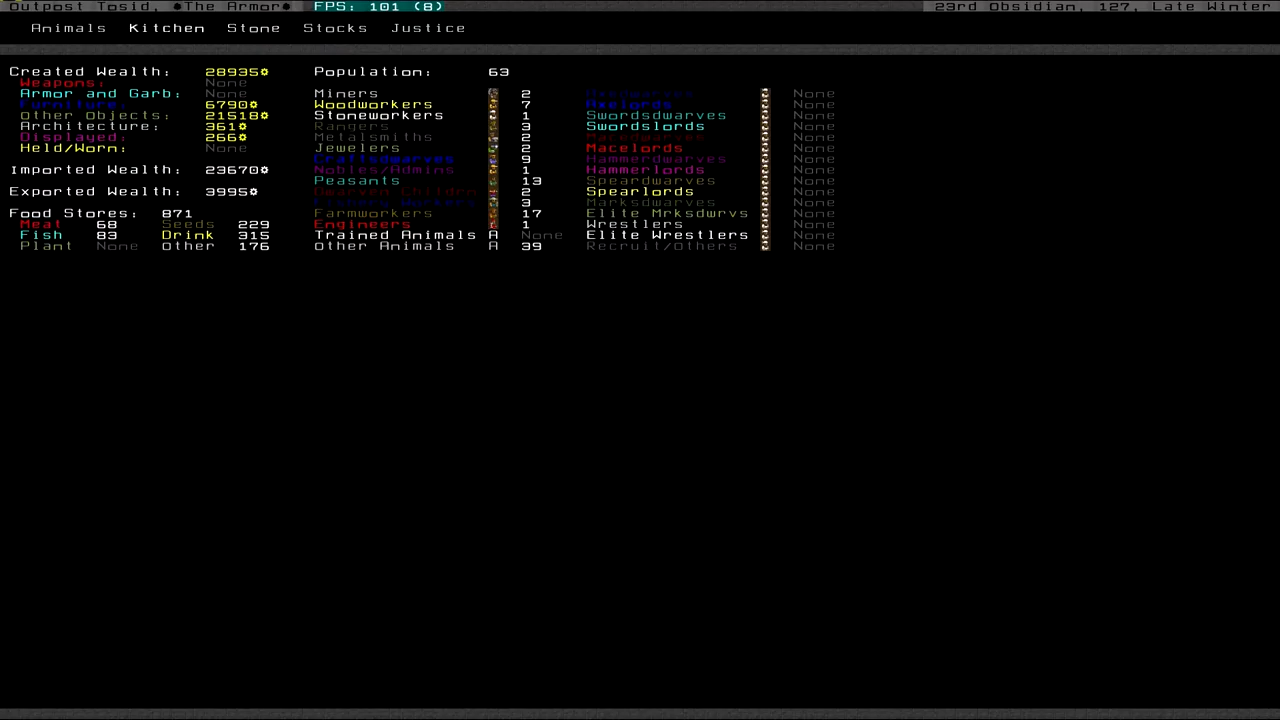 Outpost Tosid, *The Armor* FPS: 101 (8) 23rd Obsidian, 127, Late Winter
Animals Kitchen Stone Stocks Justice
Created Wealth: 28935☼ Population: 63
Weapons: None
Armor and Garb: None Miners 2 Axedwarves None
Furniture: 6790☼ Woodworkers 7 Axelords None
Other Objects: 21518☼ Stoneworkers 1 Swordsdwarves None
Architecture: 361☼ Rangers 3 Swordslords None
Displayed: 266☼ Metalsmiths 2 Macedwarves None
Held/Worn: None Jewelers 2 Macelords None
Craftsdwarves 9 Hammerdwarves None
Imported Wealth: 23670☼ Nobles/Admins 1 Hammerlords None
Peasants 13 Speardwarves None
Exported Wealth: 3995☼ Dwarven Childrn 2 Spearlords None
Fishery Workers 3 Marksdwarves None
Food Stores: 871 Farmworkers 17 Elite Mrksdwrvs None
Meat 68 Seeds 229 Engineers 1 Wrestlers None
Fish 83 Drink 315 Trained Animals A None Elite Wrestlers None
Plant None Other 176 Other Animals A 39 Recruit/Others None